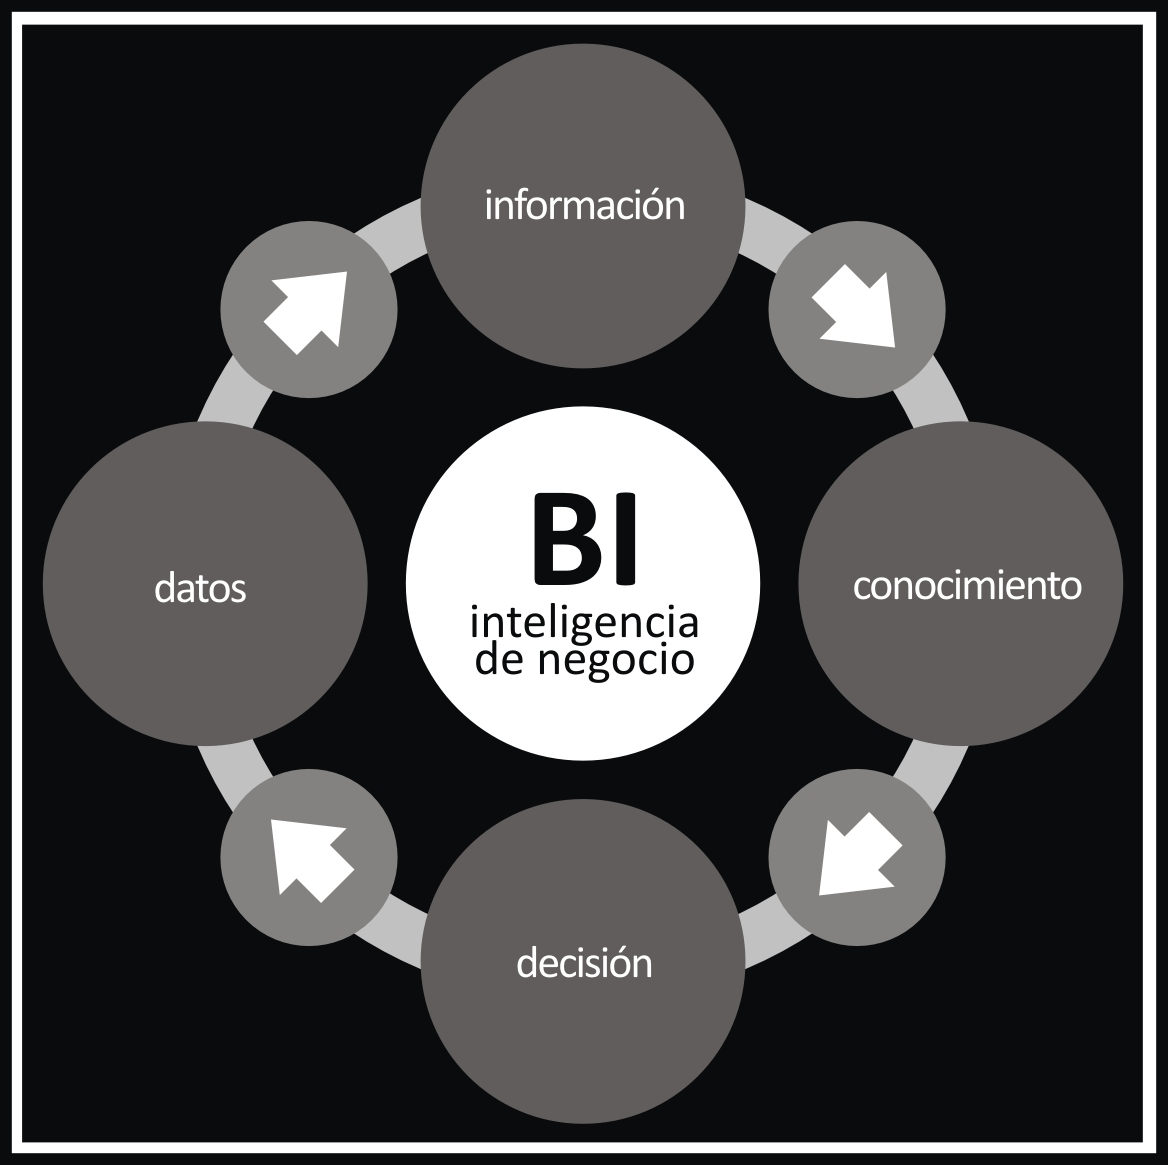 información
datos
BI
inteligencia
de negocio
conocimiento
decisión